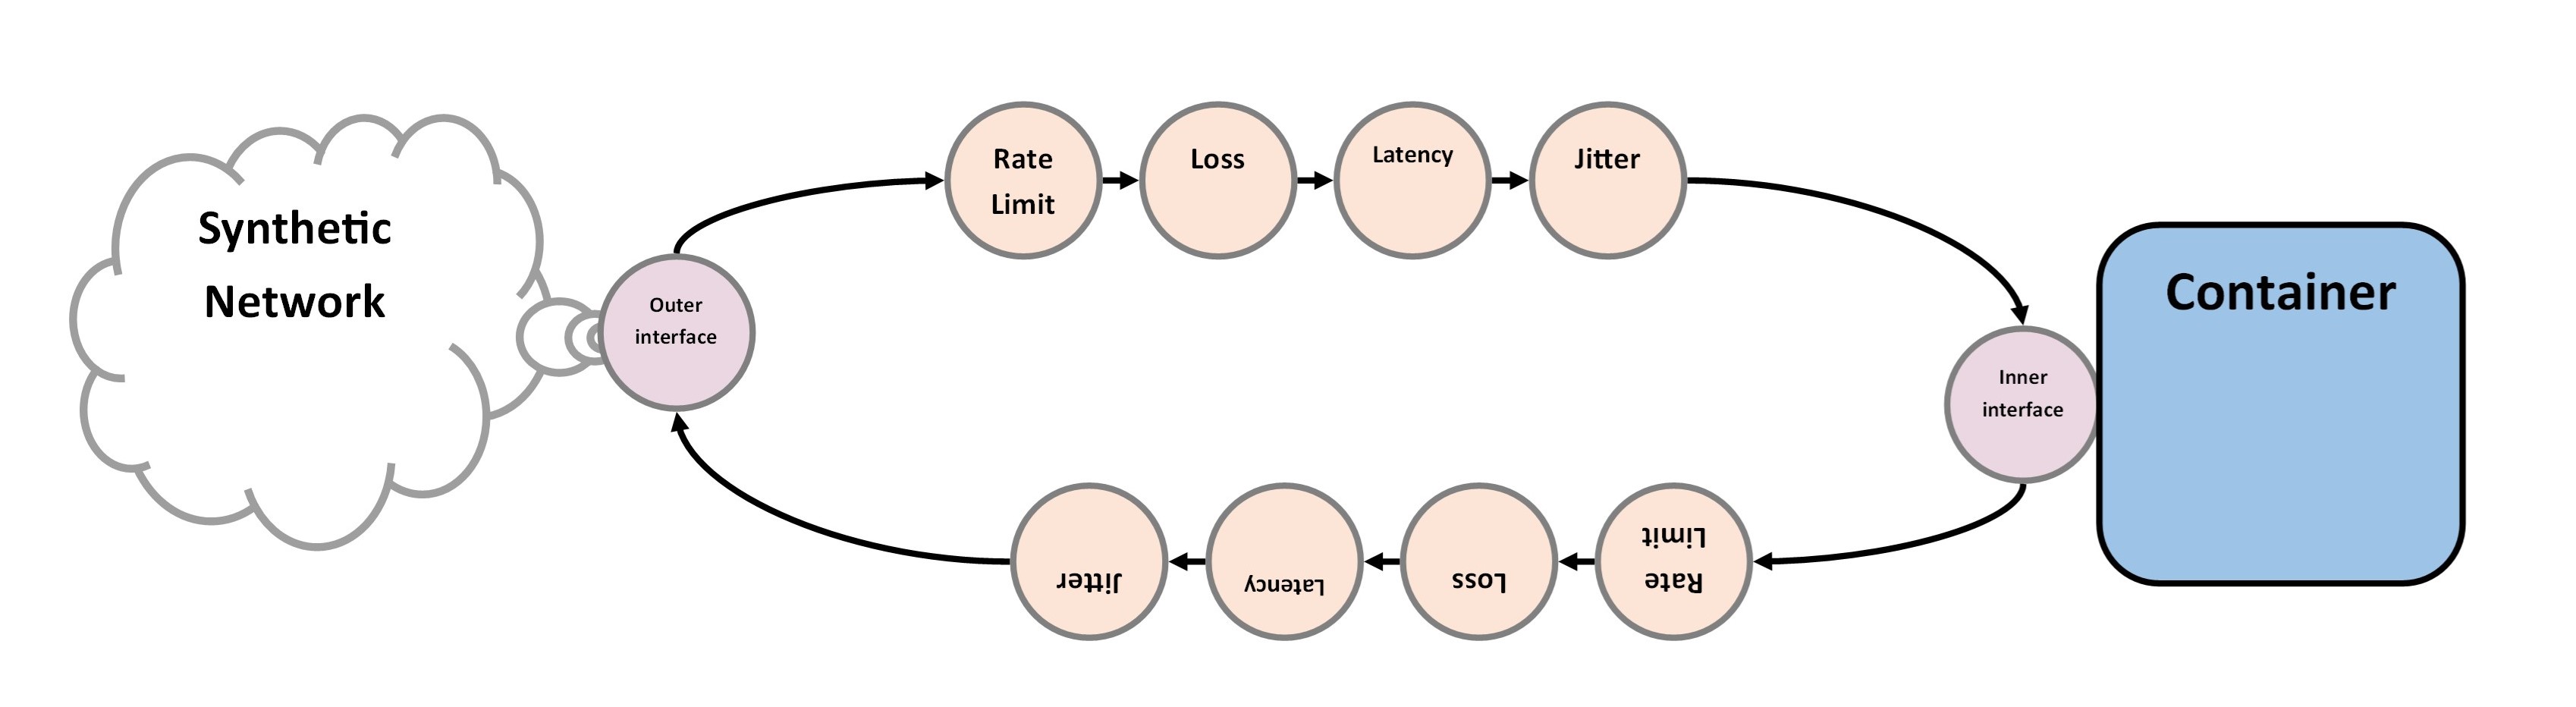 Synthetic
Network
Outer
interface
Rate
Limit
Loss
Latency
Jitter
Inner
interface
Container
Rate
Limit
Loss
Latency
Jitter